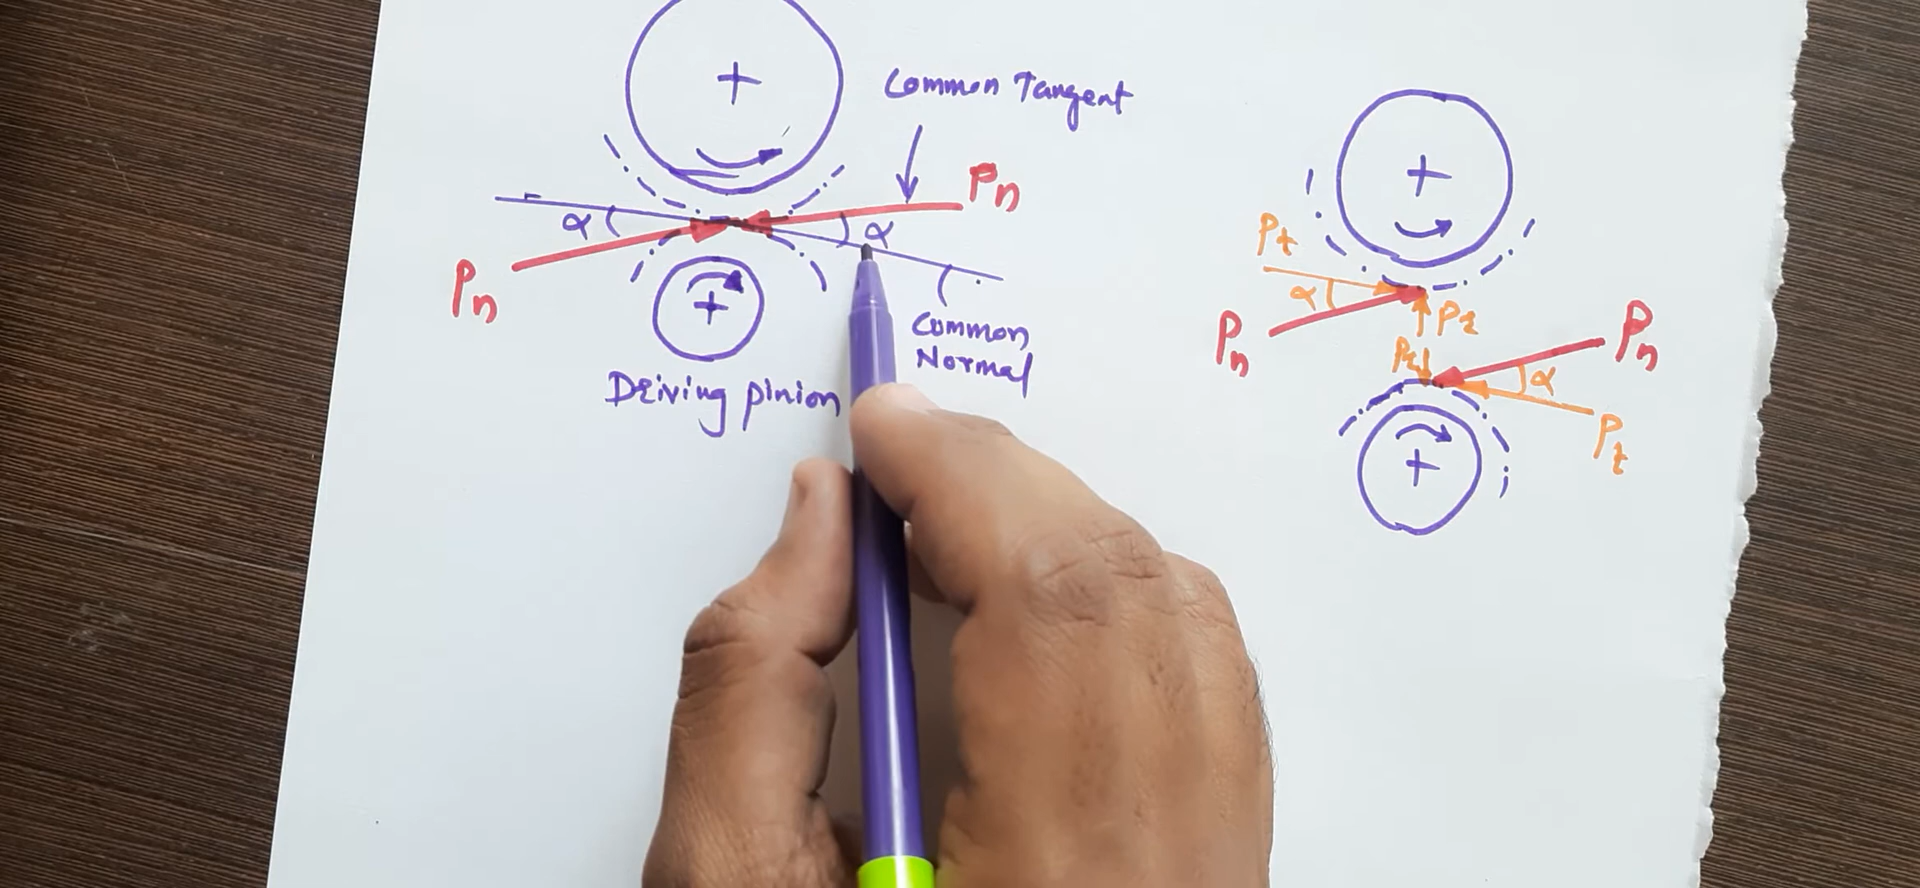 Common Tangent
Pn
α
α
Pn
Common
Normal
Driving pinion
Pt
α
Pn
Pr
Pr
Pn
α
Pt